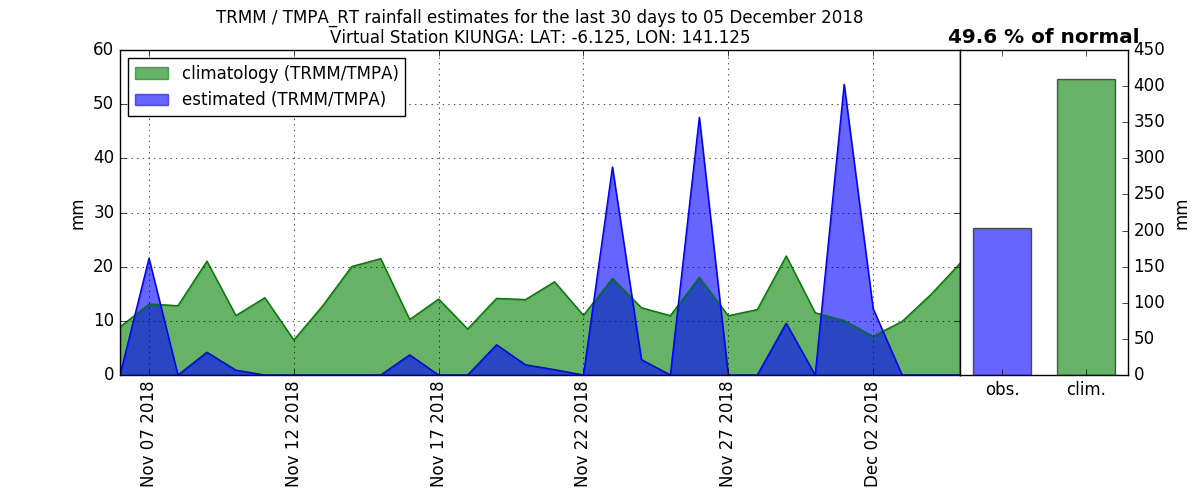 TRMM / TMPA_RT rainfall estimates for the last 30 days to 05 December 2018
Virtual Station KIUNGA: LAT: -6.125, LON: 141.125
49.6 % of normal
climatology (TRMM/TMPA)
estimated (TRMM/TMPA)
mm
60
50
40
30
20
10
0
Nov 07 2018
Nov 12 2018
Nov 17 2018
Nov 22 2018
Nov 27 2018
Dec 02 2018
obs.
clim.
450
400
350
300
250
200
150
100
50
0
mm